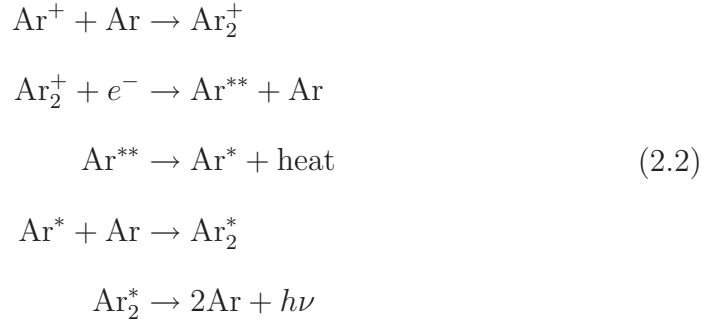 Ar⁺ + Ar → Ar₂⁺
Ar₂⁺ + e⁻ → Ar** + Ar
Ar** → Ar* + heat (2.2)
Ar* + Ar → Ar₂*
Ar₂* → 2Ar + hν